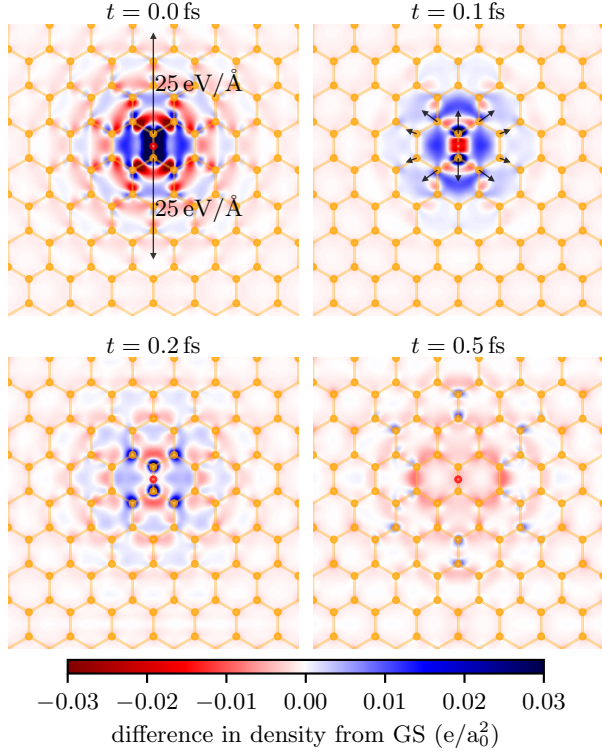 t = 0.0 fs
t = 0.1 fs
25 eV/Å
25 eV/Å
t = 0.2 fs
t = 0.5 fs
−0.03 −0.02 −0.01 0.00 0.01 0.02 0.03
difference in density from GS (e/a₀²)